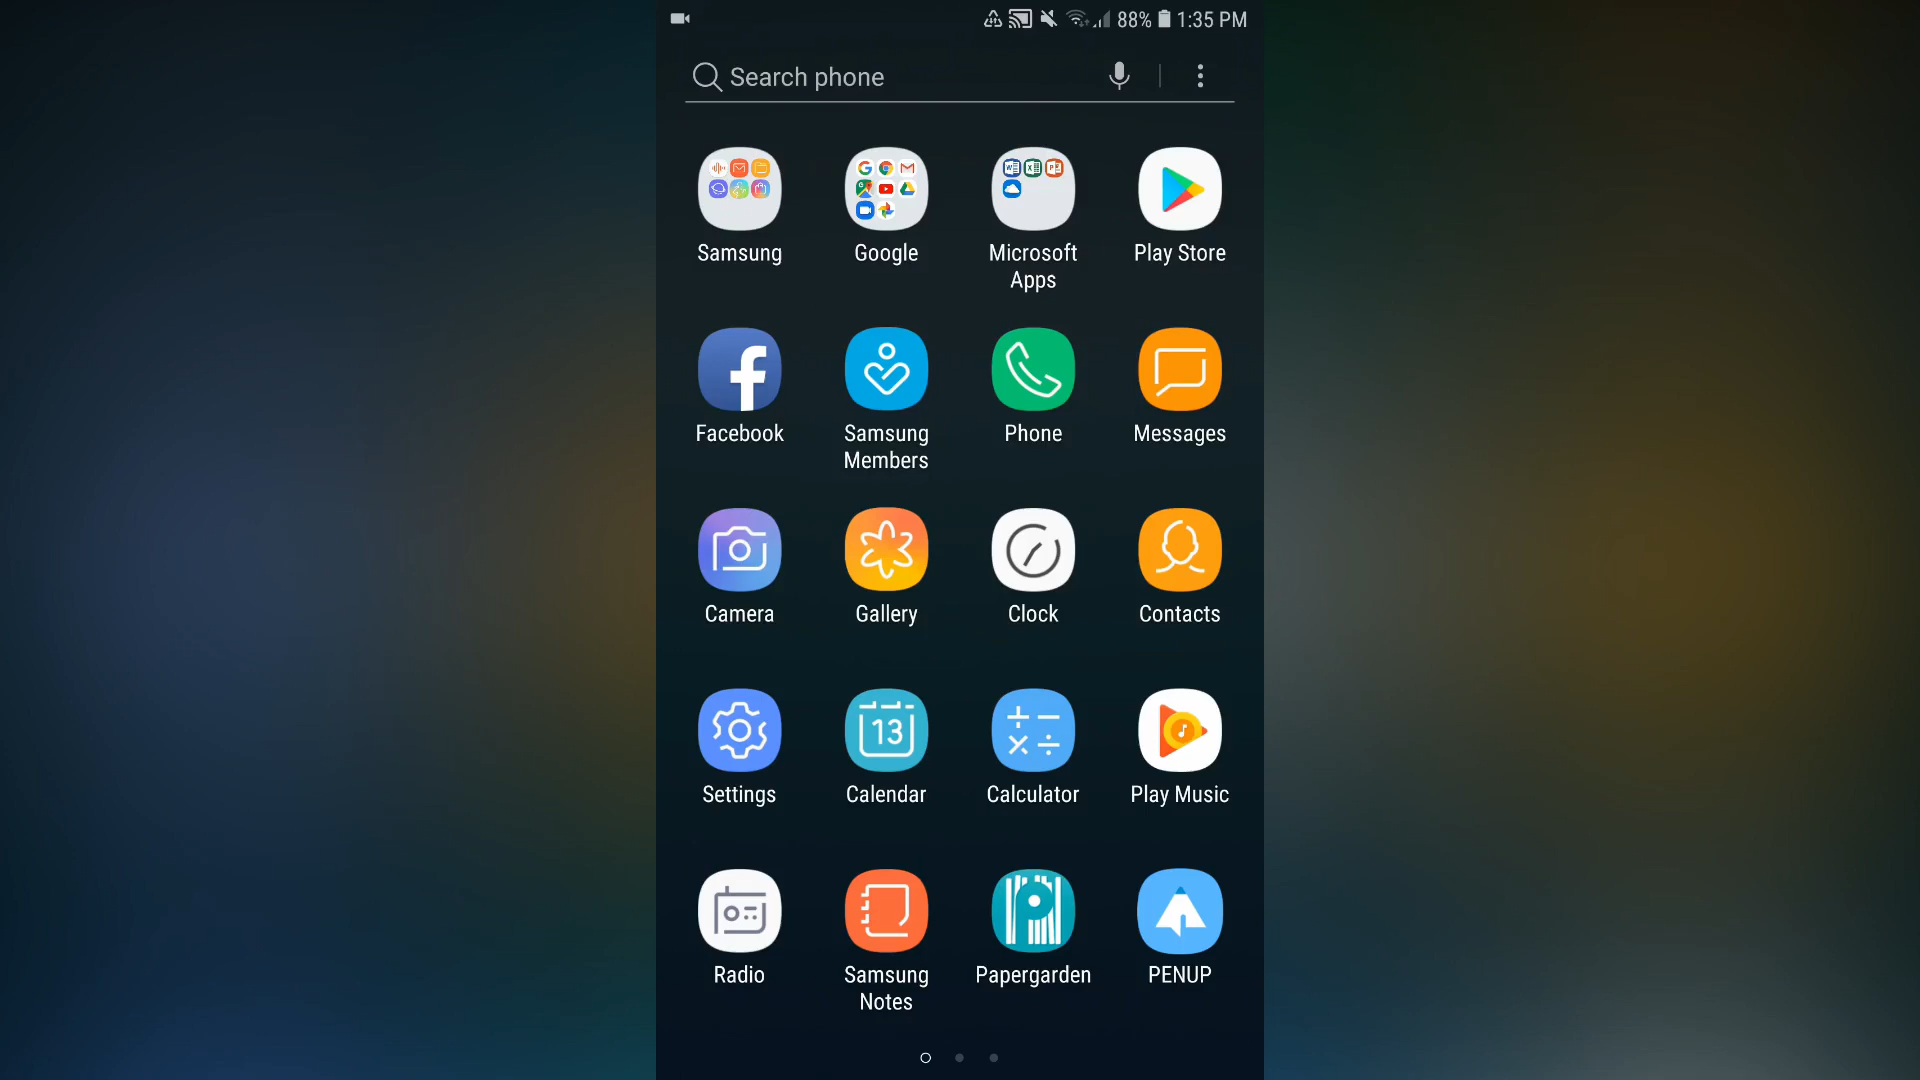 88% 1:35 PM
Search phone
Samsung Google Microsoft Apps Play Store
Facebook Samsung Members Phone Messages
Camera Gallery Clock Contacts
13
Settings Calendar Calculator Play Music
Radio Samsung Notes Papergarden PENUP